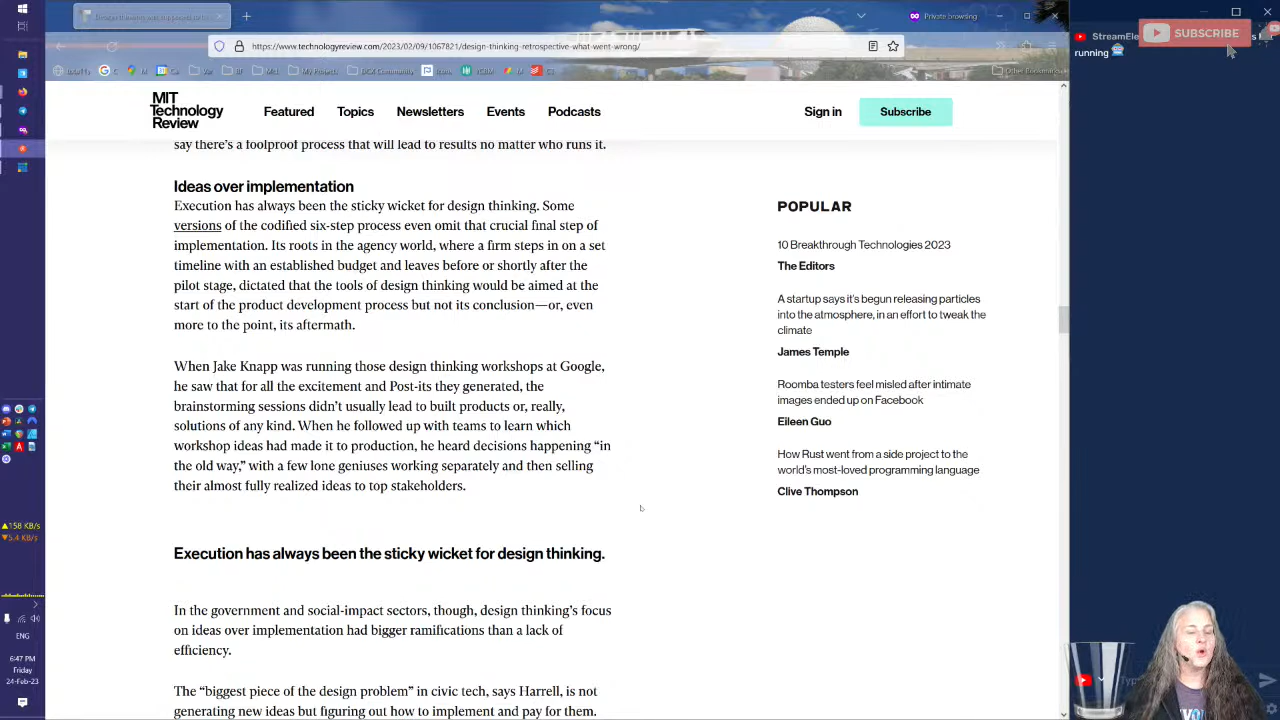 Private browsing
https://www.technologyreview.com/2023/02/09/1067821/design-thinking-retrospective-what-went-wrong/
Other Bookmarks
SUBSCRIBE
StreamEle
running
MIT
Technology
Review
Featured
Topics
Newsletters
Events
Podcasts
Sign in
Subscribe
say there's a foolproof process that will lead to results no matter who runs it.
Ideas over implementation
Execution has always been the sticky wicket for design thinking. Some
versions of the codified six-step process even omit that crucial final step of
implementation. Its roots in the agency world, where a firm steps in on a set
timeline with an established budget and leaves before or shortly after the
pilot stage, dictated that the tools of design thinking would be aimed at the
start of the product development process but not its conclusion—or, even
more to the point, its aftermath.
When Jake Knapp was running those design thinking workshops at Google,
he saw that for all the excitement and Post-its they generated, the
brainstorming sessions didn't usually lead to built products or, really,
solutions of any kind. When he followed up with teams to learn which
workshop ideas had made it to production, he heard decisions happening “in
the old way,” with a few lone geniuses working separately and then selling
their almost fully realized ideas to top stakeholders.
Execution has always been the sticky wicket for design thinking.
In the government and social-impact sectors, though, design thinking's focus
on ideas over implementation had bigger ramifications than a lack of
efficiency.
The “biggest piece of the design problem” in civic tech, says Harrell, is not
generating new ideas but figuring out how to implement and pay for them.
POPULAR
10 Breakthrough Technologies 2023
The Editors
A startup says it's begun releasing particles
into the atmosphere, in an effort to tweak the
climate
James Temple
Roomba testers feel misled after intimate
images ended up on Facebook
Eileen Guo
How Rust went from a side project to the
world's most-loved programming language
Clive Thompson
158 KB/s
5.4 KB/s
ENG
6:47 PM
Friday
24-Feb-23